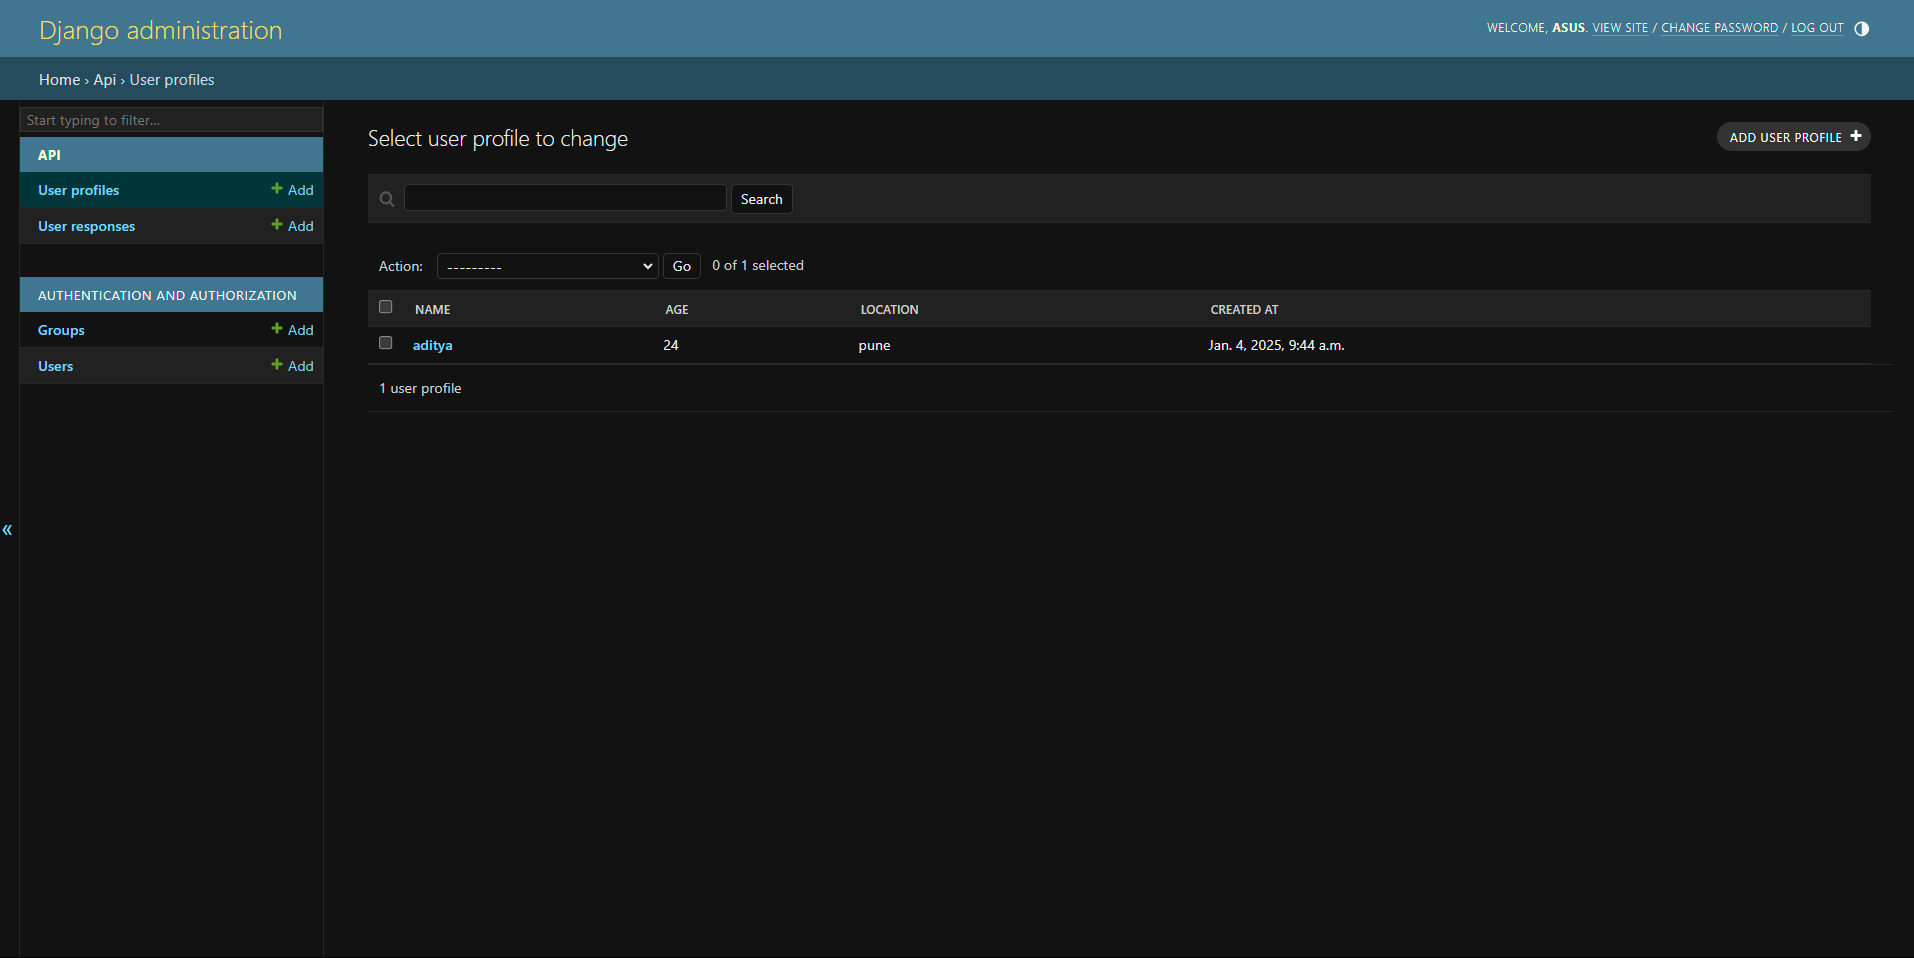 Django administration
WELCOME, ASUS. VIEW SITE / CHANGE PASSWORD / LOG OUT
Home › Api › User profiles
Start typing to filter...
API
User profiles + Add
User responses + Add
AUTHENTICATION AND AUTHORIZATION
Groups + Add
Users + Add
«
Select user profile to change
ADD USER PROFILE +
Search
Action: --------- Go 0 of 1 selected
NAME AGE LOCATION CREATED AT
aditya 24 pune Jan. 4, 2025, 9:44 a.m.
1 user profile